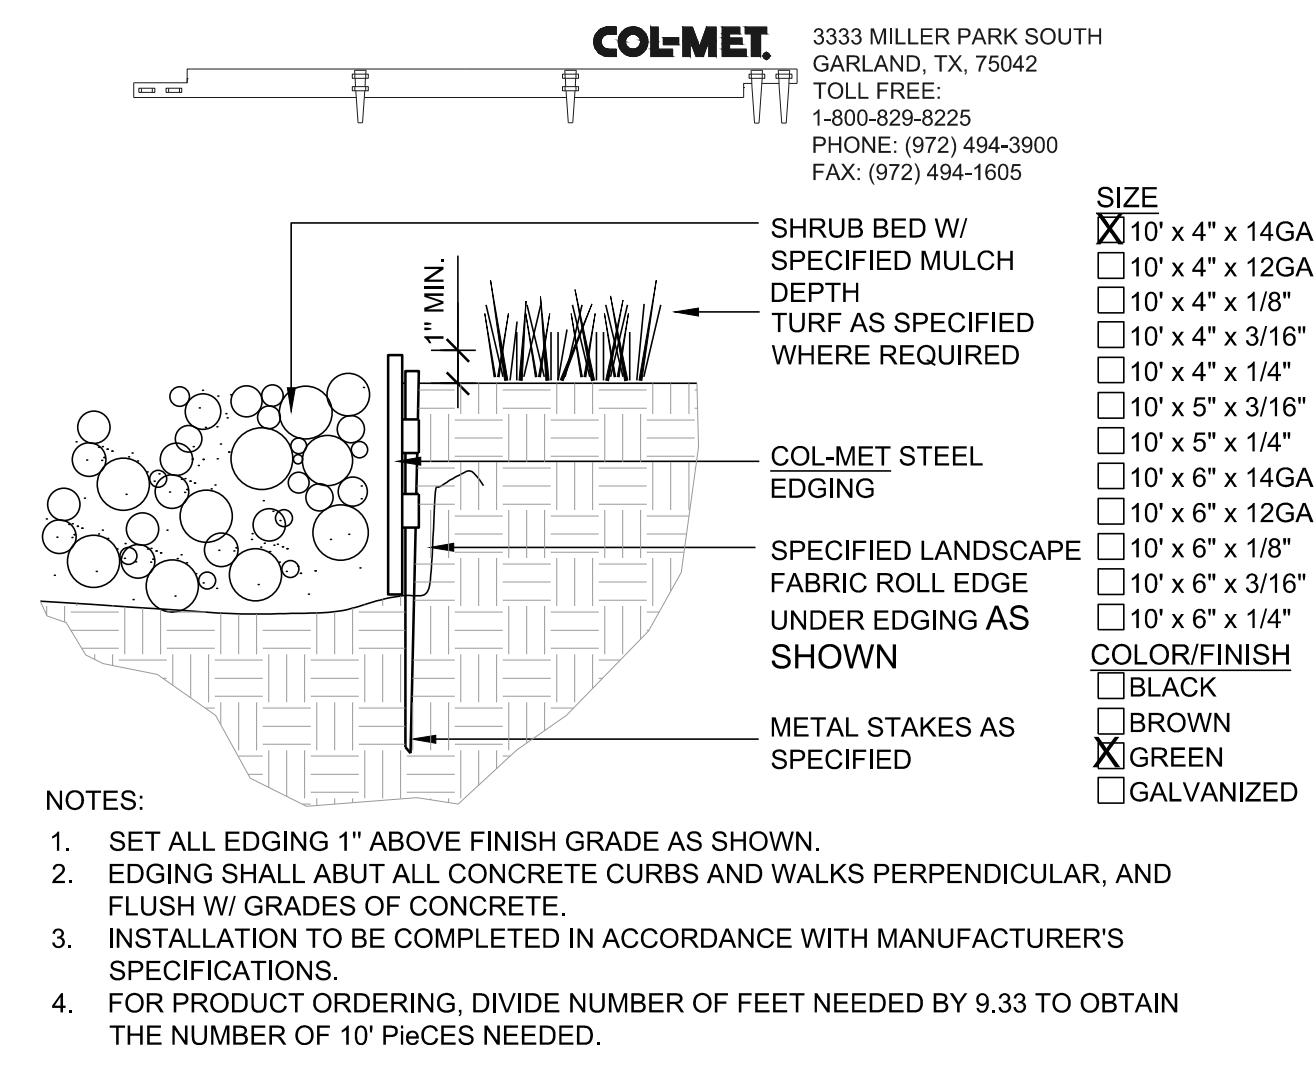 COL-MET.
3333 MILLER PARK SOUTH
GARLAND, TX, 75042
TOLL FREE:
1-800-829-8225
PHONE: (972) 494-3900
FAX: (972) 494-1605
SHRUB BED W/
SPECIFIED MULCH
DEPTH
TURF AS SPECIFIED
WHERE REQUIRED
1" MIN.
COL-MET STEEL
EDGING
SPECIFIED LANDSCAPE
FABRIC ROLL EDGE
UNDER EDGING AS
SHOWN
METAL STAKES AS
SPECIFIED
SIZE
X 10' x 4" x 14GA
10' x 4" x 12GA
10' x 4" x 1/8"
10' x 4" x 3/16"
10' x 4" x 1/4"
10' x 5" x 3/16"
10' x 5" x 1/4"
10' x 6" x 14GA
10' x 6" x 12GA
10' x 6" x 1/8"
10' x 6" x 3/16"
10' x 6" x 1/4"
COLOR/FINISH
BLACK
BROWN
X GREEN
GALVANIZED
NOTES:
1. SET ALL EDGING 1" ABOVE FINISH GRADE AS SHOWN.
2. EDGING SHALL ABUT ALL CONCRETE CURBS AND WALKS PERPENDICULAR, AND
FLUSH W/ GRADES OF CONCRETE.
3. INSTALLATION TO BE COMPLETED IN ACCORDANCE WITH MANUFACTURER'S
SPECIFICATIONS.
4. FOR PRODUCT ORDERING, DIVIDE NUMBER OF FEET NEEDED BY 9.33 TO OBTAIN
THE NUMBER OF 10' PieCES NEEDED.